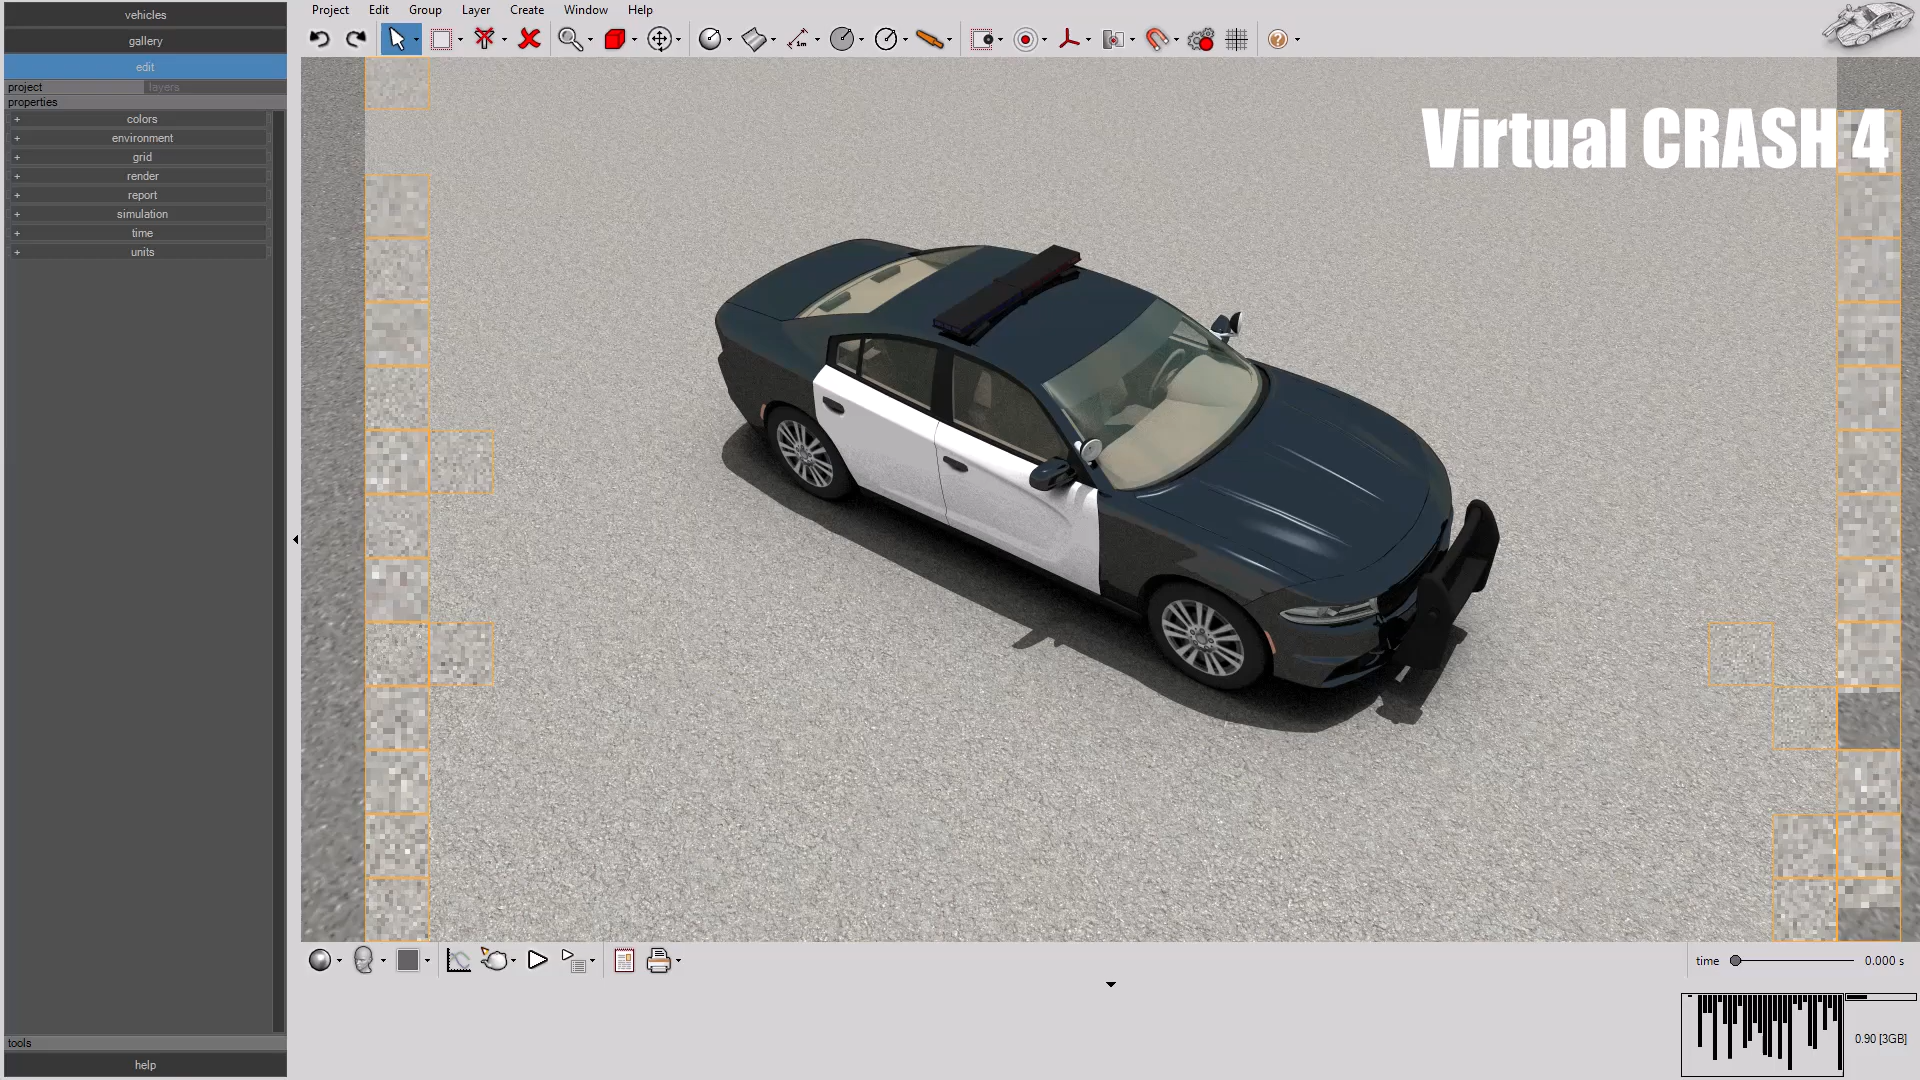 Project Edit Group Layer Create Window Help
vehicles
gallery
edit
project layers
properties
+ colors
+ environment
+ grid
+ render
+ report
+ simulation
+ time
+ units
1m
Virtual CRASH 4
time 0.000 s
0.90 [3GB]
tools
help